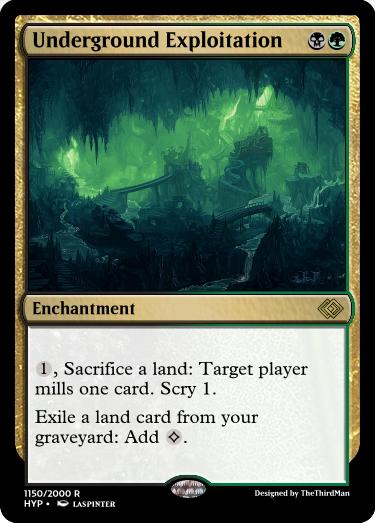 Underground Exploitation
Enchantment
1, Sacrifice a land: Target player
mills one card. Scry 1.
Exile a land card from your
graveyard: Add
.
1150/2000 R
HYP • LASPINTER
Designed by TheThirdMan